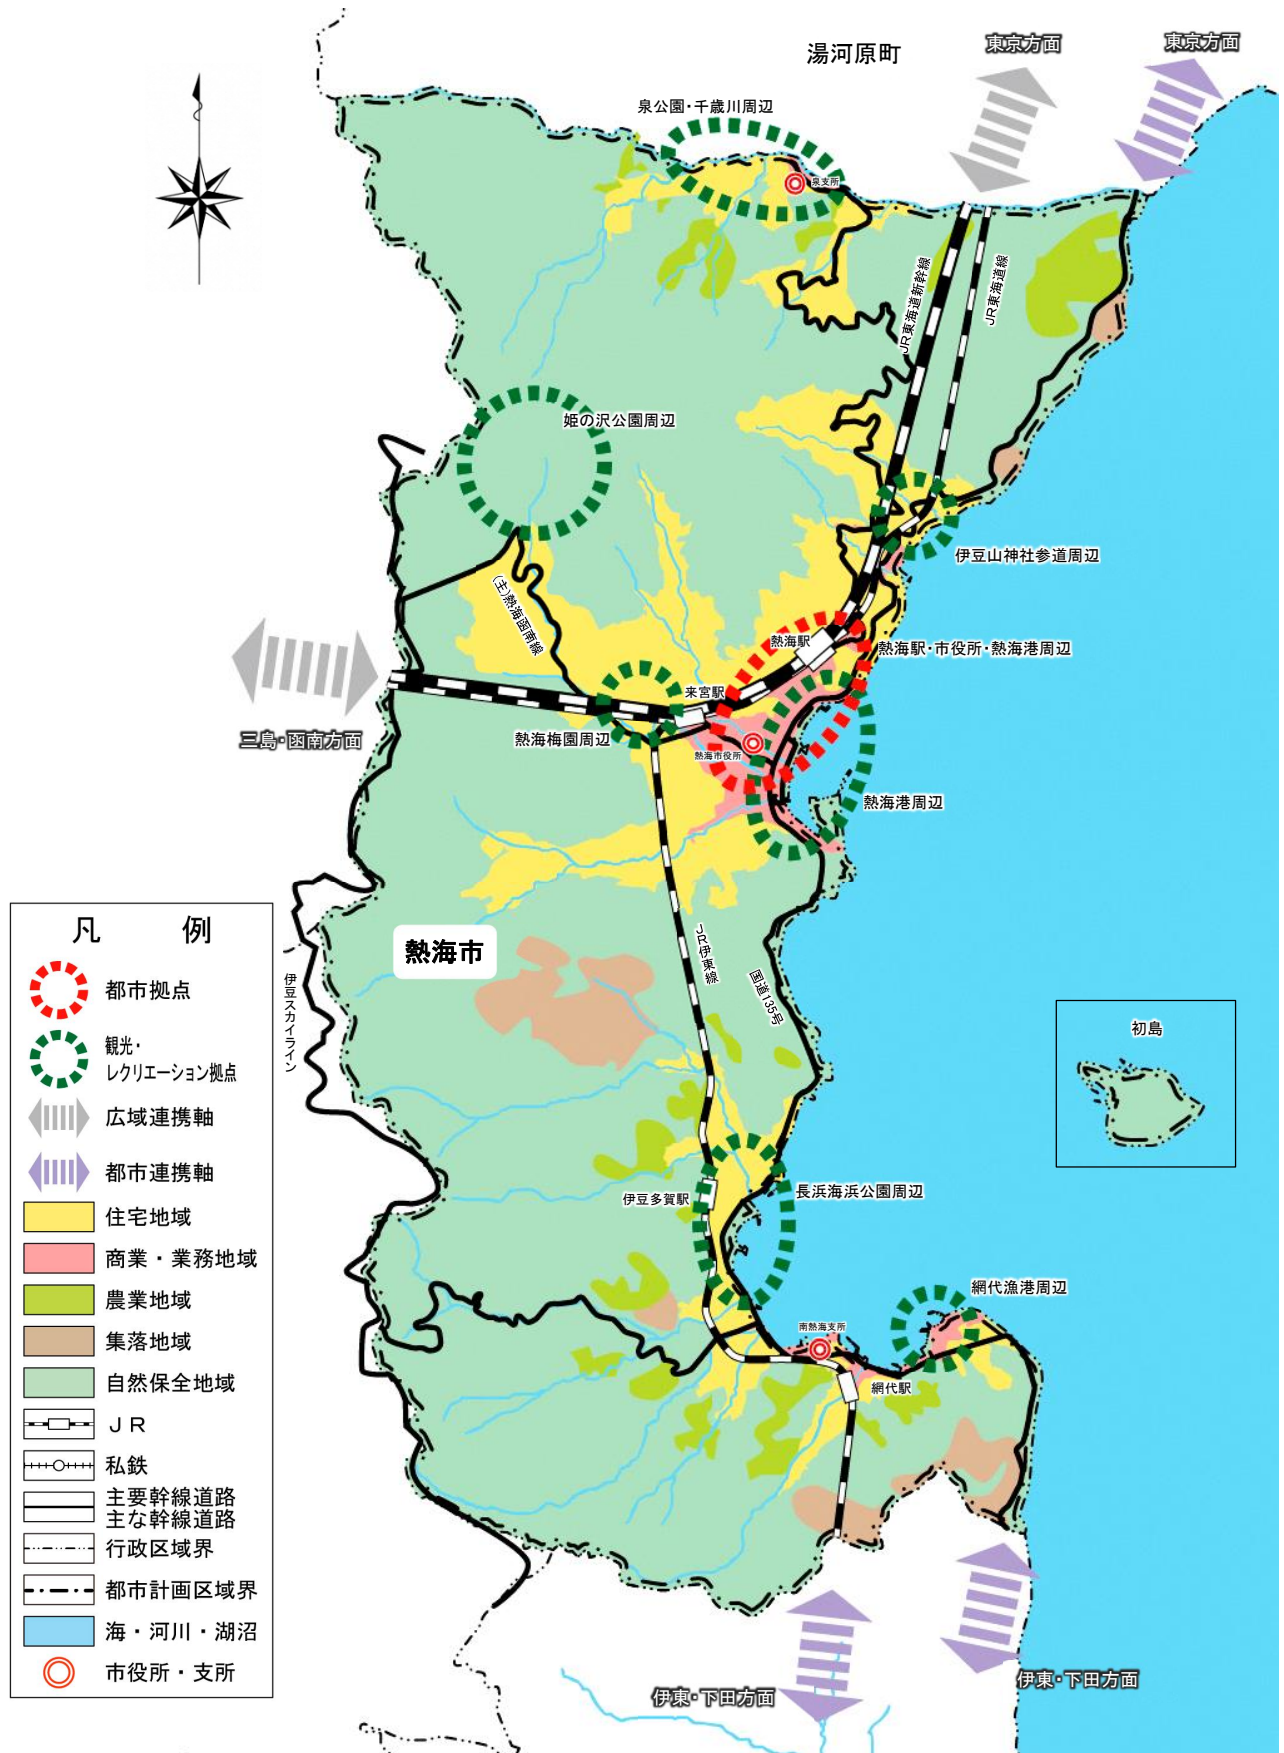 湯河原町
東京方面
東京方面
泉公園・千歳川周辺
泉支所
JR東海道新幹線
JR東海道線
姫の沢公園周辺
伊豆山神社参道周辺
(主)熱海函南線
熱海駅
熱海駅・市役所・熱海港周辺
来宮駅
三島・函南方面
熱海梅園周辺
熱海市役所
熱海港周辺
熱海市
JR伊東線
国道135号
伊豆スカイライン
初島
伊豆多賀駅
長浜海浜公園周辺
網代漁港周辺
南熱海支所
網代駅
伊東・下田方面
伊東・下田方面
凡 例
都市拠点
観光・
レクリエーション拠点
広域連携軸
都市連携軸
住宅地域
商業・業務地域
農業地域
集落地域
自然保全地域
JR
私鉄
主要幹線道路
主な幹線道路
行政区域界
都市計画区域界
海・河川・湖沼
市役所・支所